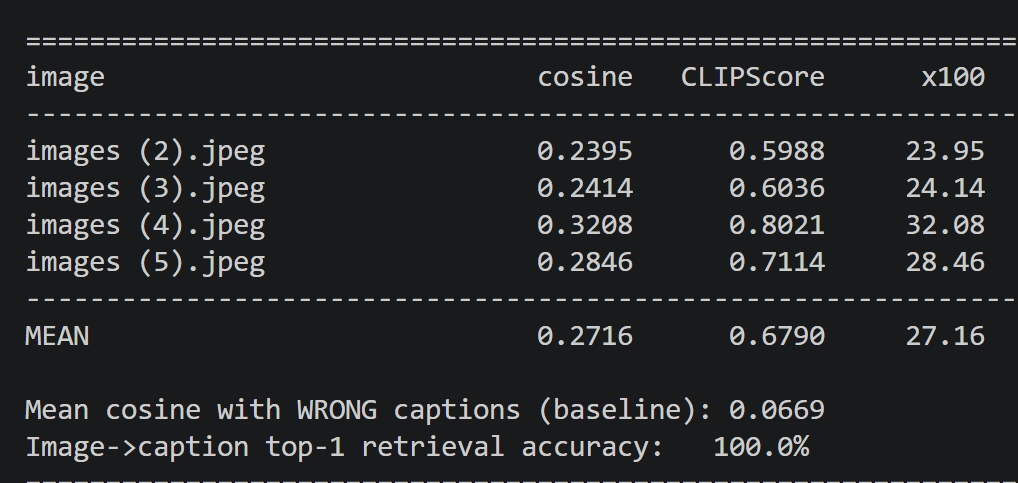 ==============================================================
image cosine CLIPScore x100
--------------------------------------------------------------
images (2).jpeg 0.2395 0.5988 23.95
images (3).jpeg 0.2414 0.6036 24.14
images (4).jpeg 0.3208 0.8021 32.08
images (5).jpeg 0.2846 0.7114 28.46
--------------------------------------------------------------
MEAN 0.2716 0.6790 27.16
Mean cosine with WRONG captions (baseline): 0.0669
Image->caption top-1 retrieval accuracy: 100.0%
==============================================================